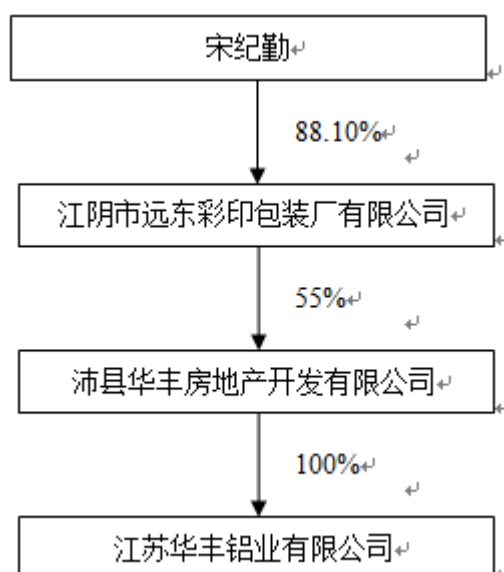 宋纪勤
88.10%
江阴市远东彩印包装厂有限公司
55%
沛县华丰房地产开发有限公司
100%
江苏华丰铝业有限公司